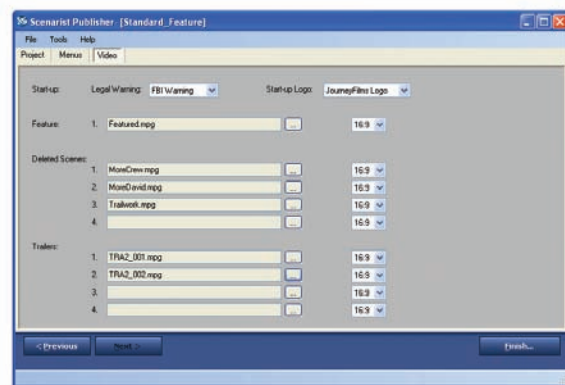 Scenarist Publisher- [Standard_Feature]
File Tools Help
Project Menus Video
Start-up: Legal Warning: FBI Warning Start-up Logo: JourneyFilms Logo
Feature: 1. Featured.mpg ... 16:9
Deleted Scenes:
1. MoreCrew.mpg ... 16:9
2. MoreDavid.mpg ... 16:9
3. Trailwork.mpg ... 16:9
4. ... 16:9
Trailers:
1. TRA2_001.mpg ... 16:9
2. TRA2_002.mpg ... 16:9
3. ... 16:9
4. ... 16:9
< Previous Next > Finish...